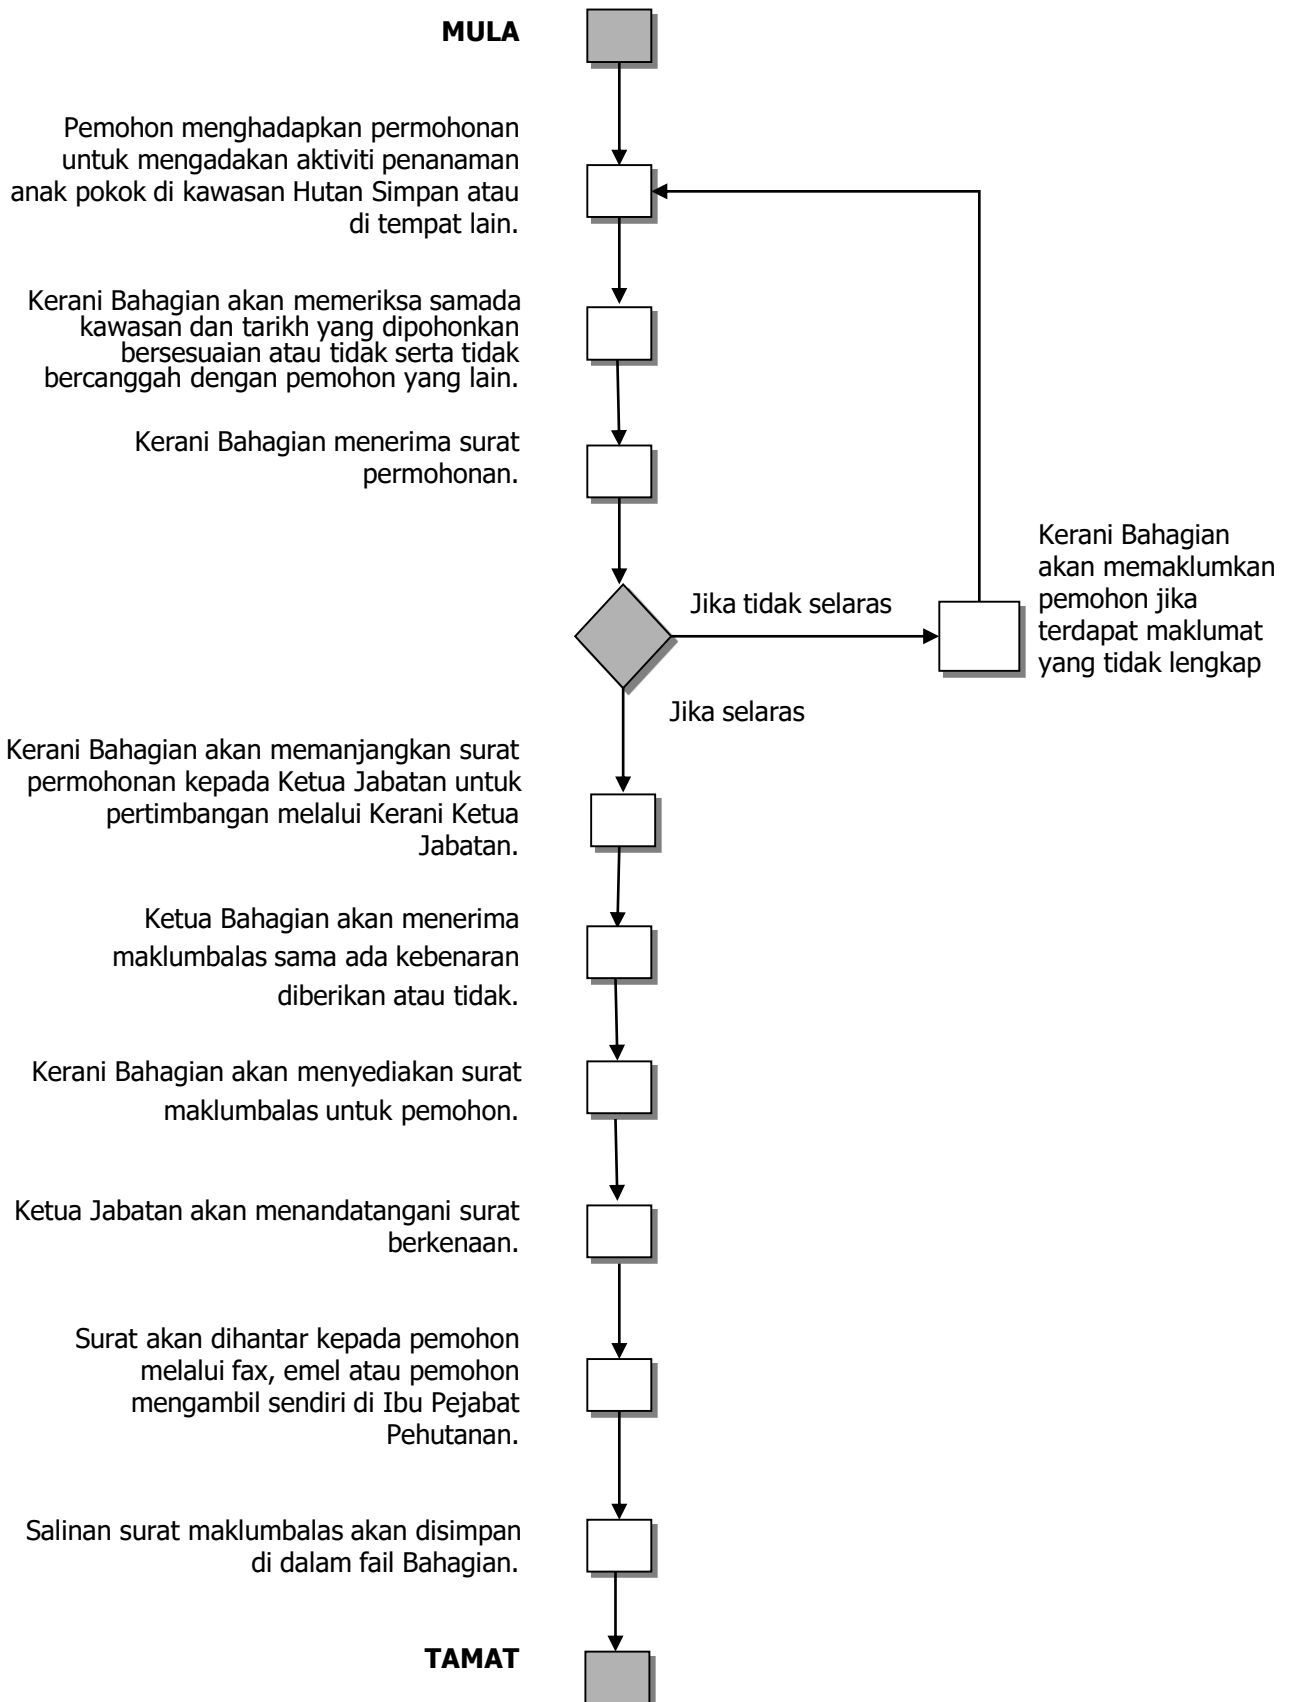 MULA
Pemohon menghadapkan permohonan
untuk mengadakan aktiviti penanaman
anak pokok di kawasan Hutan Simpan atau
di tempat lain.
Kerani Bahagian akan memeriksa samada
kawasan dan tarikh yang dipohonkan
bersesuaian atau tidak serta tidak
bercanggah dengan pemohon yang lain.
Kerani Bahagian menerima surat
permohonan.
Jika tidak selaras
Kerani Bahagian
akan memaklumkan
pemohon jika
terdapat maklumat
yang tidak lengkap
Jika selaras
Kerani Bahagian akan memanjangkan surat
permohonan kepada Ketua Jabatan untuk
pertimbangan melalui Kerani Ketua
Jabatan.
Ketua Bahagian akan menerima
maklumbalas sama ada kebenaran
diberikan atau tidak.
Kerani Bahagian akan menyediakan surat
maklumbalas untuk pemohon.
Ketua Jabatan akan menandatangani surat
berkenaan.
Surat akan dihantar kepada pemohon
melalui fax, emel atau pemohon
mengambil sendiri di Ibu Pejabat
Pehutanan.
Salinan surat maklumbalas akan disimpan
di dalam fail Bahagian.
TAMAT